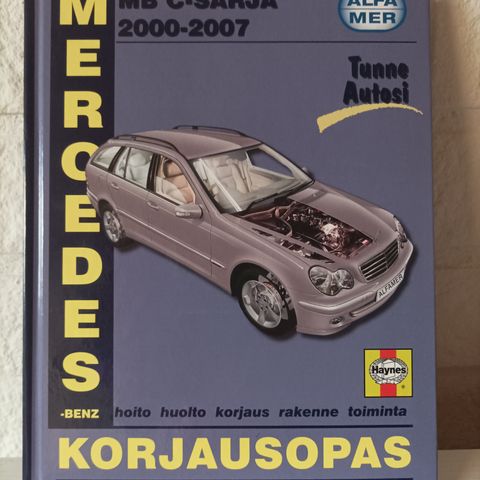 MERCEDES
-BENZ
MB C-SARJA
2000-2007
ALFA
MER
Tunne
Autosi
ALFAMER
Haynes
hoito huolto korjaus rakenne toiminta
KORJAUSOPAS